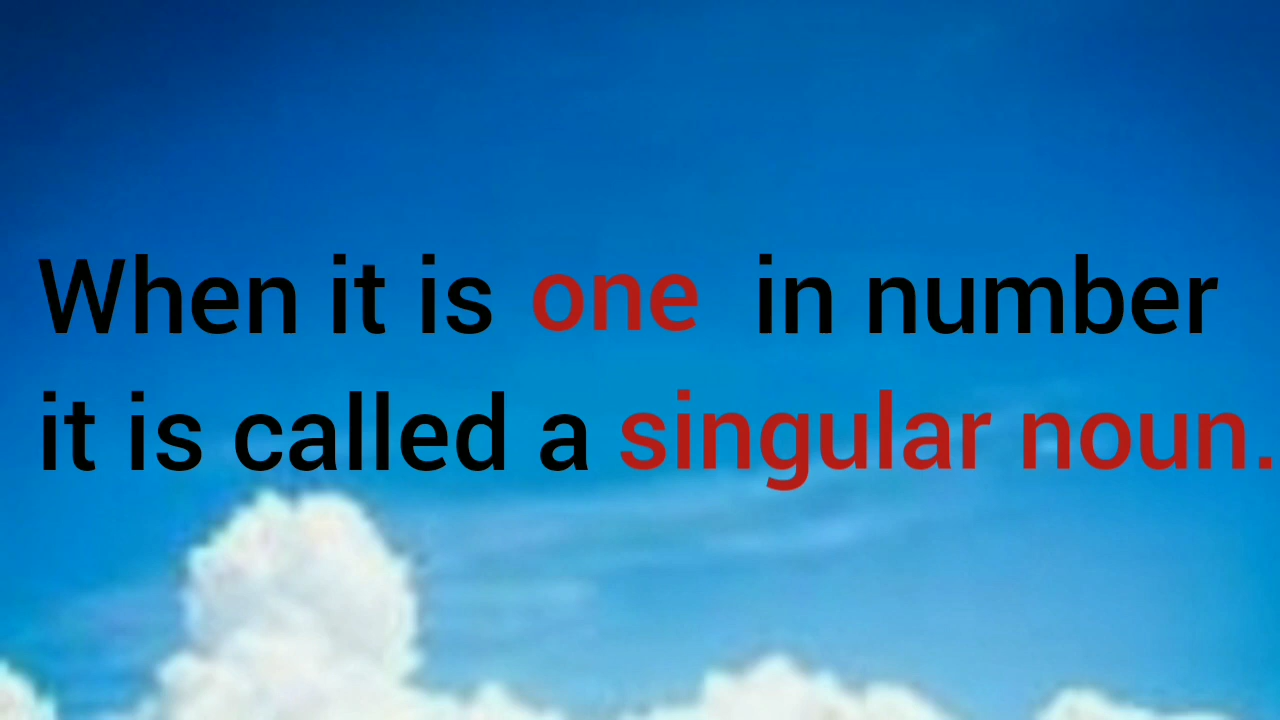 When it is one in number
it is called a singular noun.